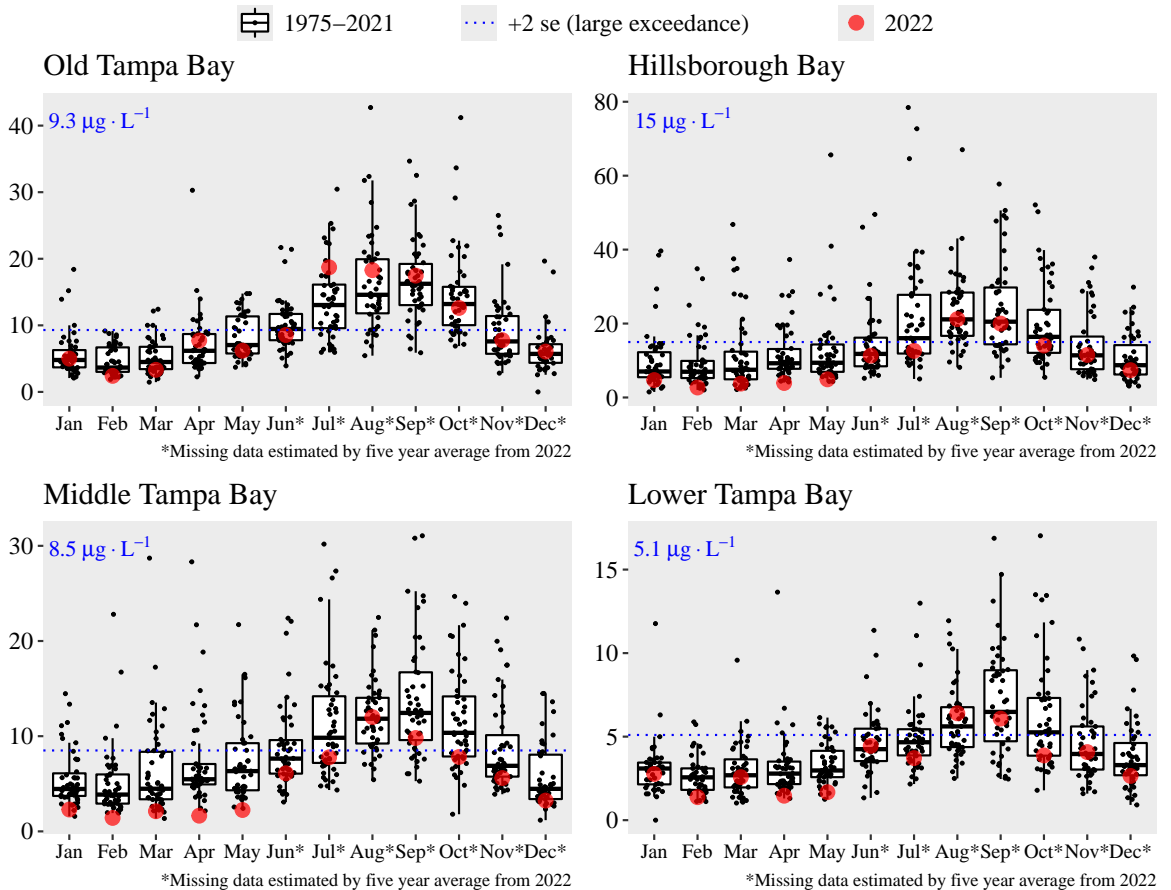 1975–2021 +2 se (large exceedance) 2022
Old Tampa Bay
9.3 μg · L⁻¹
40
30
20
10
0
Jan Feb Mar Apr May Jun* Jul* Aug* Sep* Oct* Nov* Dec*
*Missing data estimated by five year average from 2022
Hillsborough Bay
15 μg · L⁻¹
80
60
40
20
0
Jan Feb Mar Apr May Jun* Jul* Aug* Sep* Oct* Nov* Dec*
*Missing data estimated by five year average from 2022
Middle Tampa Bay
8.5 μg · L⁻¹
30
20
10
0
Jan Feb Mar Apr May Jun* Jul* Aug* Sep* Oct* Nov* Dec*
*Missing data estimated by five year average from 2022
Lower Tampa Bay
5.1 μg · L⁻¹
15
10
5
0
Jan Feb Mar Apr May Jun* Jul* Aug* Sep* Oct* Nov* Dec*
*Missing data estimated by five year average from 2022